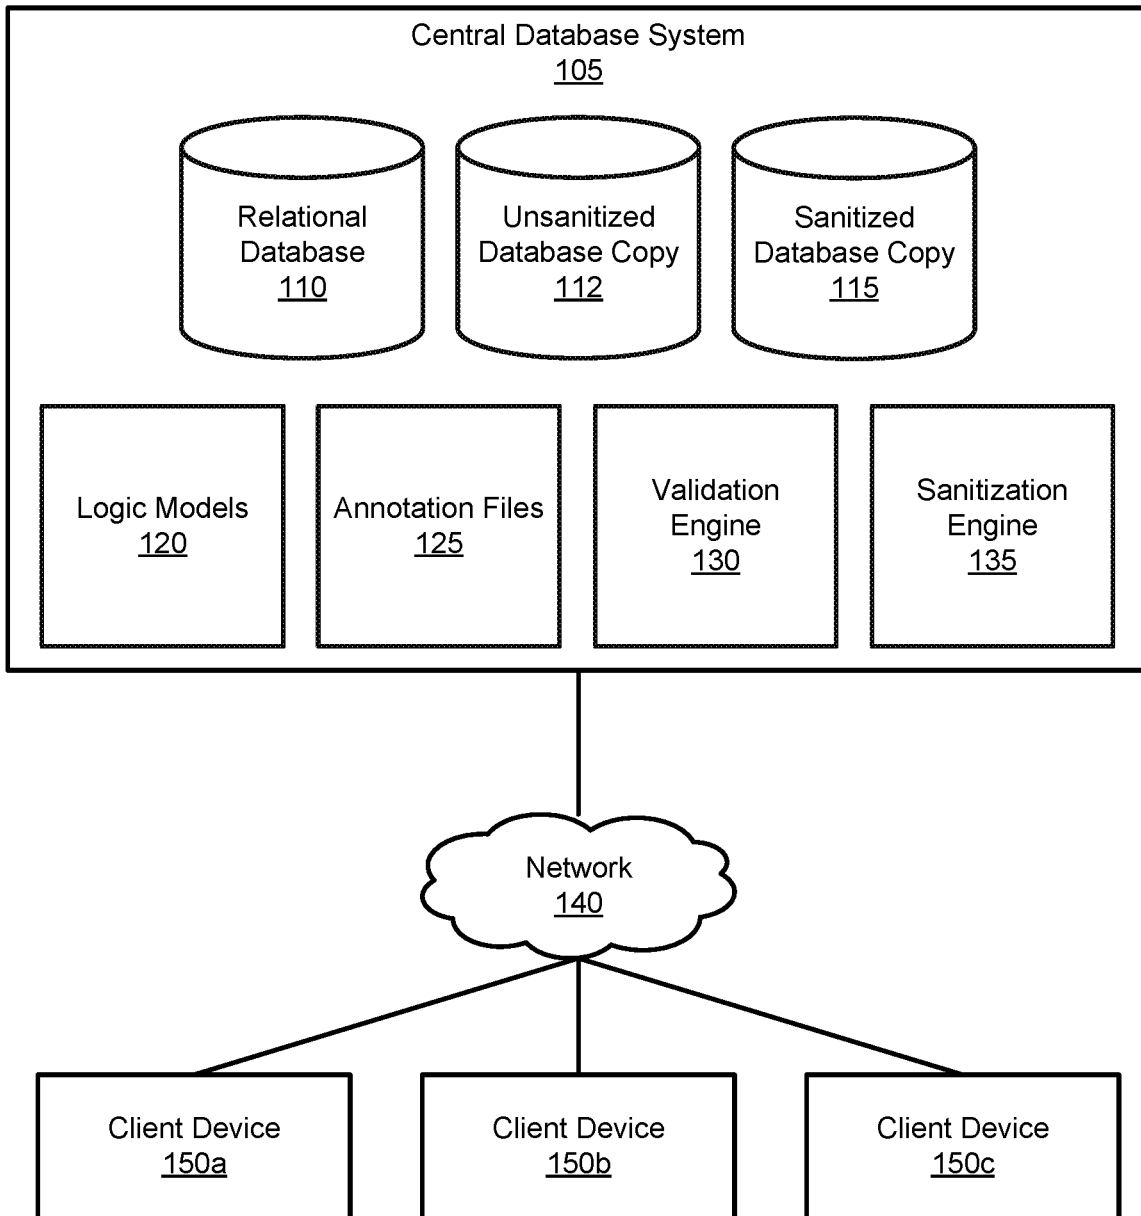 Central Database System
105
Relational
Database
110
Unsanitized
Database Copy
112
Sanitized
Database Copy
115
Logic Models
120
Annotation Files
125
Validation
Engine
130
Sanitization
Engine
135
Network
140
Client Device
150a
Client Device
150b
Client Device
150c